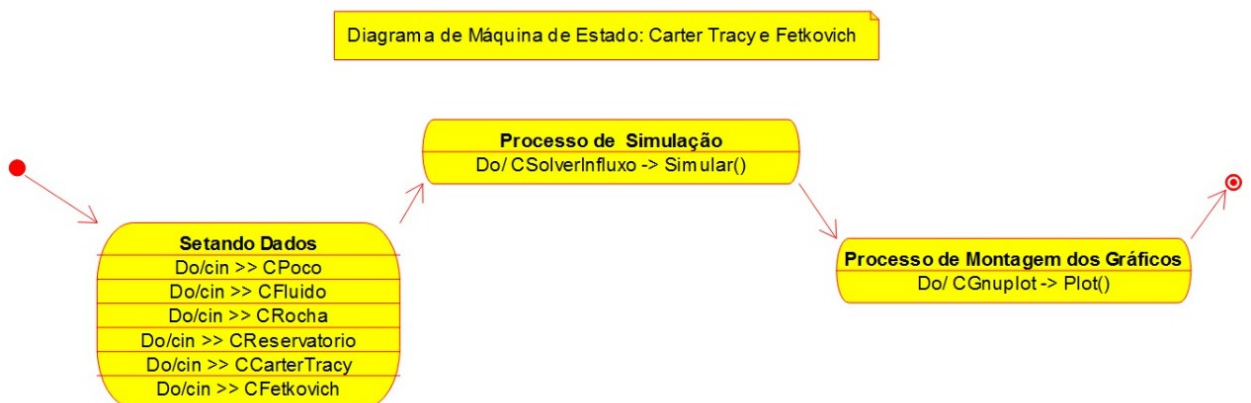 Diagrama de Máquina de Estado: Carter Tracy e Fetkovich
Processo de Simulação
Do/ CSolverInfluxo -> Simular()
Setando Dados
Do/cin >> CPoco
Do/cin >> CFluido
Do/cin >> CRocha
Do/cin >> CReservatorio
Do/cin >> CCarterTracy
Do/cin >> CFetkovich
Processo de Montagem dos Gráficos
Do/ CGnuplot -> Plot()